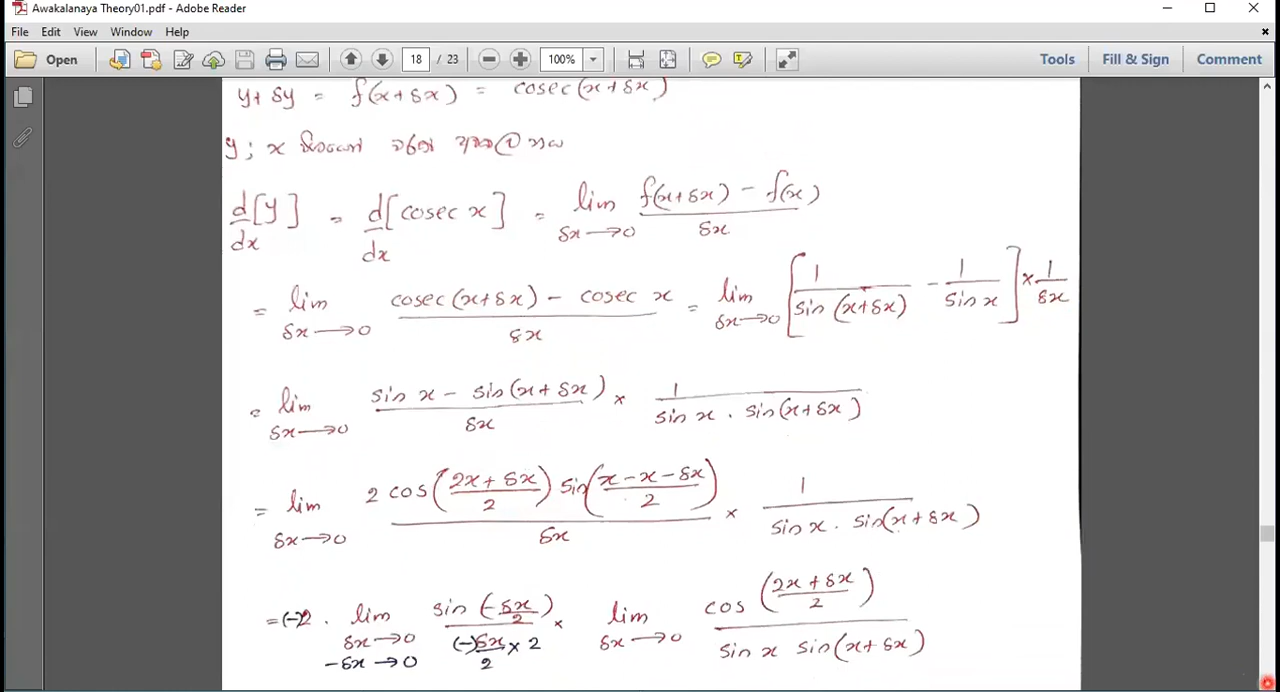 Awakalanaya Theory01.pdf - Adobe Reader
File Edit View Window Help
Open 18 / 23 100% Tools Fill & Sign Comment
y+ δy = f(x+δx) = cosec(x+δx)
y ; x
d/dx [y] = d/dx [cosec x] = lim δx→0 (f(x+δx) - f(x))/δx
= lim δx→0 (cosec(x+δx) - cosec x)/δx = lim δx→0 [1/sin(x+δx) - 1/sin x] × 1/δx
= lim δx→0 (sin x - sin(x+δx))/δx × 1/(sin x . sin(x+δx))
= lim δx→0 (2 cos((2x+δx)/2) sin((x-x-δx)/2))/δx × 1/(sin x . sin(x+δx))
= (-)2 . lim δx→0 -δx→0 sin(-δx/2)/((-)δx/2 × 2) × lim δx→0 cos((2x+δx)/2)/(sin x sin(x+δx))